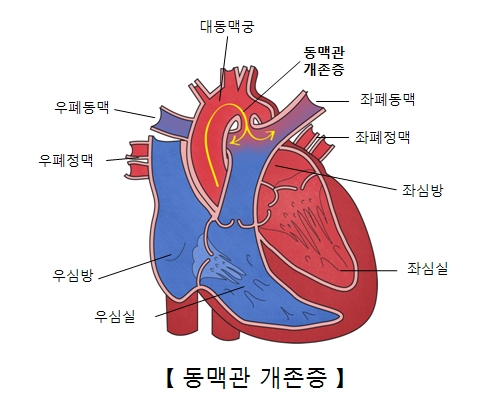 대동맥궁
동맥관
개존증
우폐동맥
좌폐동맥
우폐정맥
좌폐정맥
좌심방
우심방
좌심실
우심실
【 동맥관 개존증 】